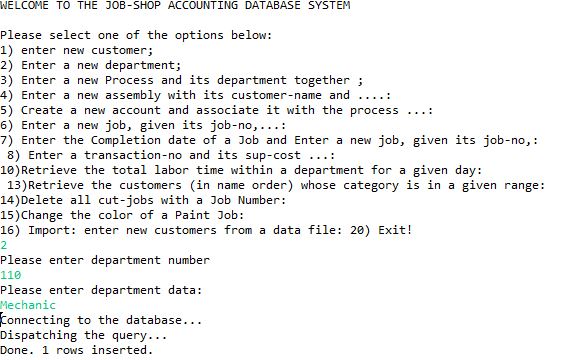 WELCOME TO THE JOB-SHOP ACCOUNTING DATABASE SYSTEM
Please select one of the options below:
1) enter new customer;
2) Enter a new department;
3) Enter a new Process and its department together ;
4) Enter a new assembly with its customer-name and ....:
5) Create a new account and associate it with the process ...:
6) Enter a new job, given its job-no,...:
7) Enter the Completion date of a Job and Enter a new job, given its job-no,:
8) Enter a transaction-no and its sup-cost ...:
10)Retrieve the total labor time within a department for a given day:
13)Retrieve the customers (in name order) whose category is in a given range:
14)Delete all cut-jobs with a Job Number:
15)Change the color of a Paint Job:
16) Import: enter new customers from a data file: 20) Exit!
2
Please enter department number
110
Please enter department data:
Mechanic
Connecting to the database...
Dispatching the query...
Done. 1 rows inserted.